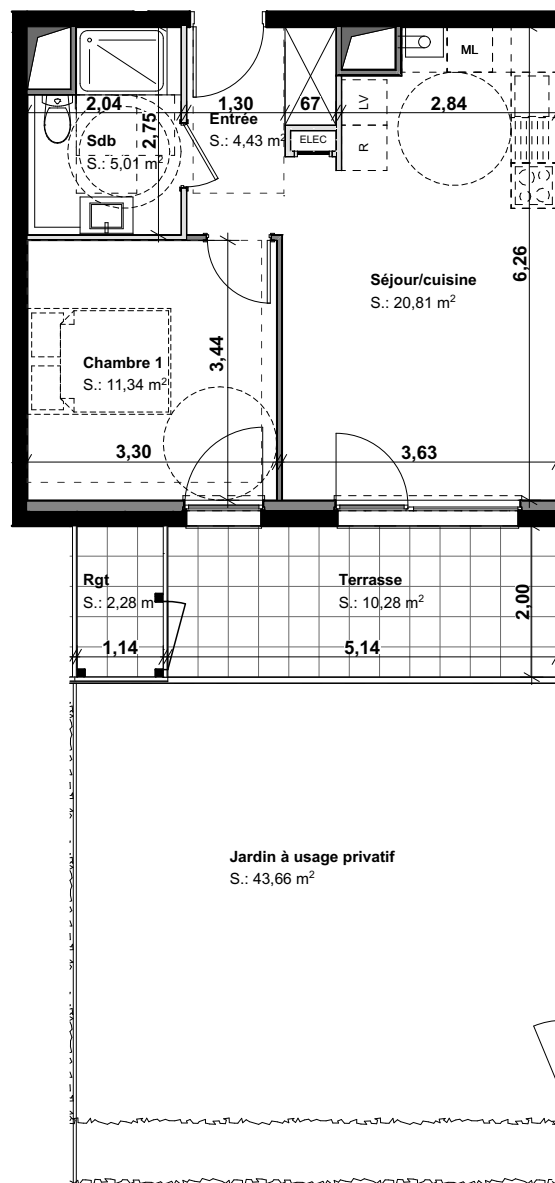 ML
2,04
1,30
67
2,84
Entrée
S.: 4,43 m²
LV
Sdb
S.: 5,01 m²
2,75
ELEC
R
6,26
Séjour/cuisine
S.: 20,81 m²
3,44
Chambre 1
S.: 11,34 m²
3,30
3,63
Rgt
S.: 2,28 m
Terrasse
S.: 10,28 m²
2,00
1,14
5,14
Jardin à usage privatif
S.: 43,66 m²